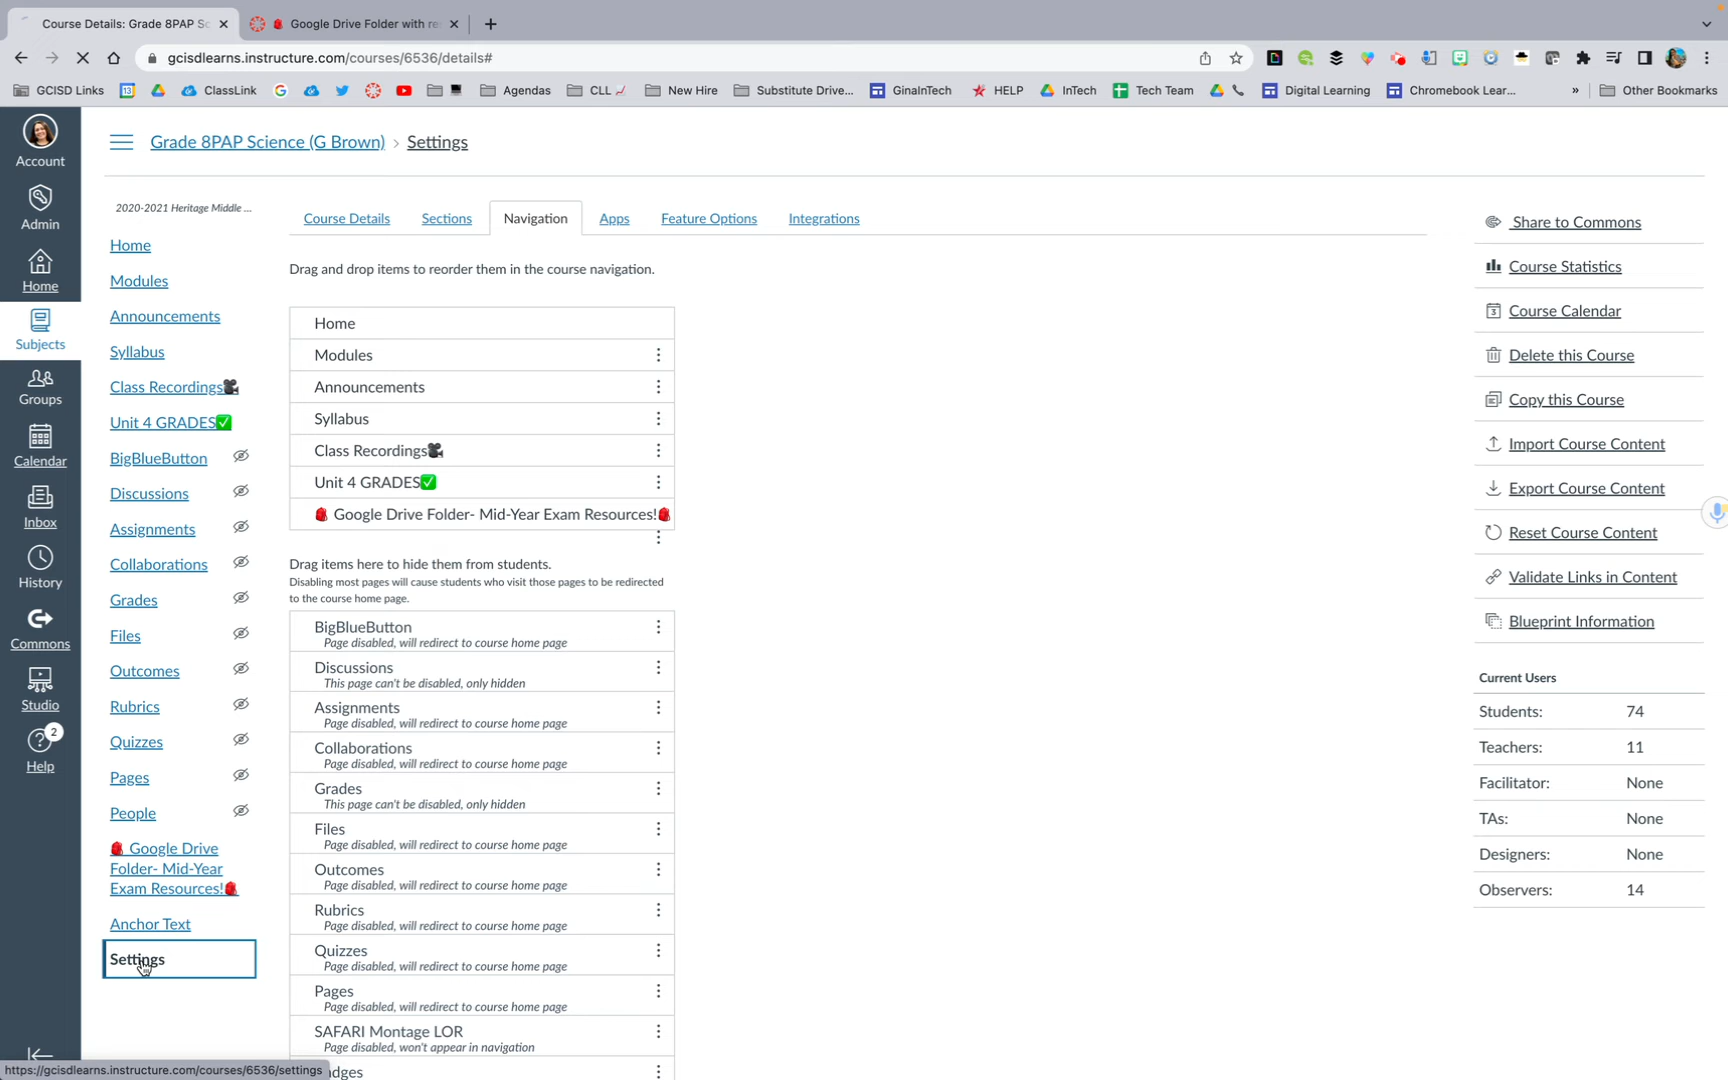 Course Details: Grade 8PAP Sc
Google Drive Folder with re
gcisdlearns.instructure.com/courses/6536/details#
GCISD Links
ClassLink
Agendas
CLL
New Hire
Substitute Drive...
GinaInTech
HELP
InTech
Tech Team
Digital Learning
Chromebook Lear...
»
Other Bookmarks
Account
Admin
Home
Subjects
Groups
Calendar
Inbox
History
Commons
Studio
2
Help
Grade 8PAP Science (G Brown) › Settings
2020-2021 Heritage Middle ...
Home
Modules
Announcements
Syllabus
Class Recordings🎥
Unit 4 GRADES✅
BigBlueButton
Discussions
Assignments
Collaborations
Grades
Files
Outcomes
Rubrics
Quizzes
Pages
People
🎒 Google Drive
Folder- Mid-Year
Exam Resources!🎒
Anchor Text
Settings
Course Details
Sections
Navigation
Apps
Feature Options
Integrations
Drag and drop items to reorder them in the course navigation.
Home
Modules
Announcements
Syllabus
Class Recordings🎥
Unit 4 GRADES✅
🎒 Google Drive Folder- Mid-Year Exam Resources!🎒
Drag items here to hide them from students.
Disabling most pages will cause students who visit those pages to be redirected
to the course home page.
BigBlueButton
Page disabled, will redirect to course home page
Discussions
This page can't be disabled, only hidden
Assignments
Page disabled, will redirect to course home page
Collaborations
Page disabled, will redirect to course home page
Grades
This page can't be disabled, only hidden
Files
Page disabled, will redirect to course home page
Outcomes
Page disabled, will redirect to course home page
Rubrics
Page disabled, will redirect to course home page
Quizzes
Page disabled, will redirect to course home page
Pages
Page disabled, will redirect to course home page
SAFARI Montage LOR
Page disabled, won't appear in navigation
Share to Commons
Course Statistics
Course Calendar
Delete this Course
Copy this Course
Import Course Content
Export Course Content
Reset Course Content
Validate Links in Content
Blueprint Information
Current Users
Students: 74
Teachers: 11
Facilitator: None
TAs: None
Designers: None
Observers: 14
https://gcisdlearns.instructure.com/courses/6536/settings